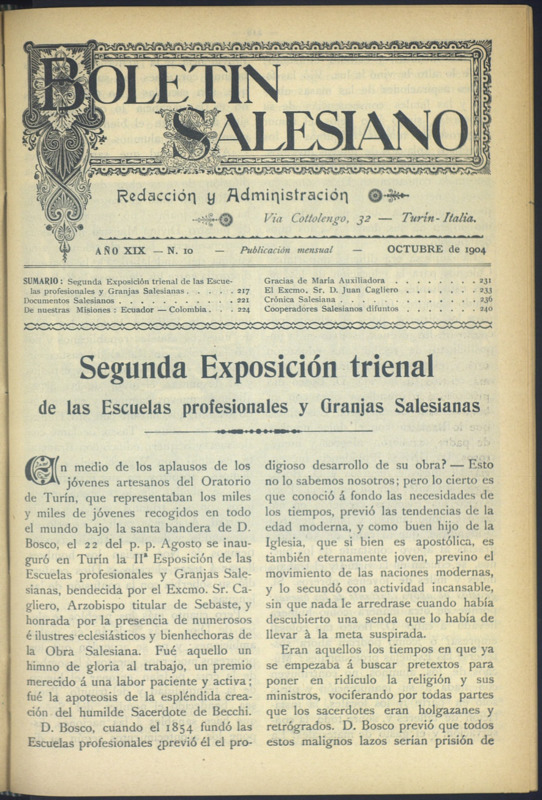 BOLETIN
SALESIANO
Redacción y Administración
Via Cottolengo, 32 — Turín-Italia.
AÑO XIX — N. 10 — Publicación mensual — OCTUBRE de 1904
SUMARIO: Segunda Exposición trienal de las Escue-
las profesionales y Granjas Salesianas . . . . . 217
Documentos Salesianos . . . . . . . . . . . . 221
De nuestras Misiones : Ecuador — Colombia . . . 224
Gracias de María Auxiliadora . . . . . . . . 231
El Excmo. Sr. D. Juan Cagliero . . . . . . . 233
Crónica Salesiana . . . . . . . . . . . . . 236
Cooperadores Salesianos difuntos . . . . . . . 240
Segunda Exposición trienal
de las Escuelas profesionales y Granjas Salesianas
En medio de los aplausos de los
jóvenes artesanos del Oratorio
de Turín, que representaban los miles
y miles de jóvenes recogidos en todo
el mundo bajo la santa bandera de D.
Bosco, el 22 del p. p. Agosto se inau-
guró en Turín la IIª Esposición de las
Escuelas profesionales y Granjas Sale-
sianas, bendecida por el Excmo. Sr. Ca-
gliero, Arzobispo titular de Sebaste, y
honrada por la presencia de numerosos
é ilustres eclesiásticos y bienhechoras de
la Obra Salesiana. Fué aquello un
himno de gloria al trabajo, un premio
merecido á una labor paciente y activa ;
fué la apoteosis de la espléndida crea-
ción del humilde Sacerdote de Becchi.
D. Bosco, cuando el 1854 fundó las
Escuelas profesionales ¿previó él el pro-
digioso desarrollo de su obra? — Esto
no lo sabemos nosotros; pero lo cierto es
que conoció á fondo las necesidades de
los tiempos, previó las tendencias de la
edad moderna, y como buen hijo de la
Iglesia, que si bien es apostólica, es
también eternamente joven, previno el
movimiento de las naciones modernas,
y lo secundó con actividad incansable,
sin que nada le arredrase cuando había
descubierto una senda que lo había de
llevar à la meta suspirada.
Eran aquellos los tiempos en que ya
se empezaba á buscar pretextos para
poner en ridículo la religión y sus
ministros, vociferando por todas partes
que los sacerdotes eran holgazanes y
retrógrados. D. Bosco previó que todos
estos malignos lazos serían prisión de